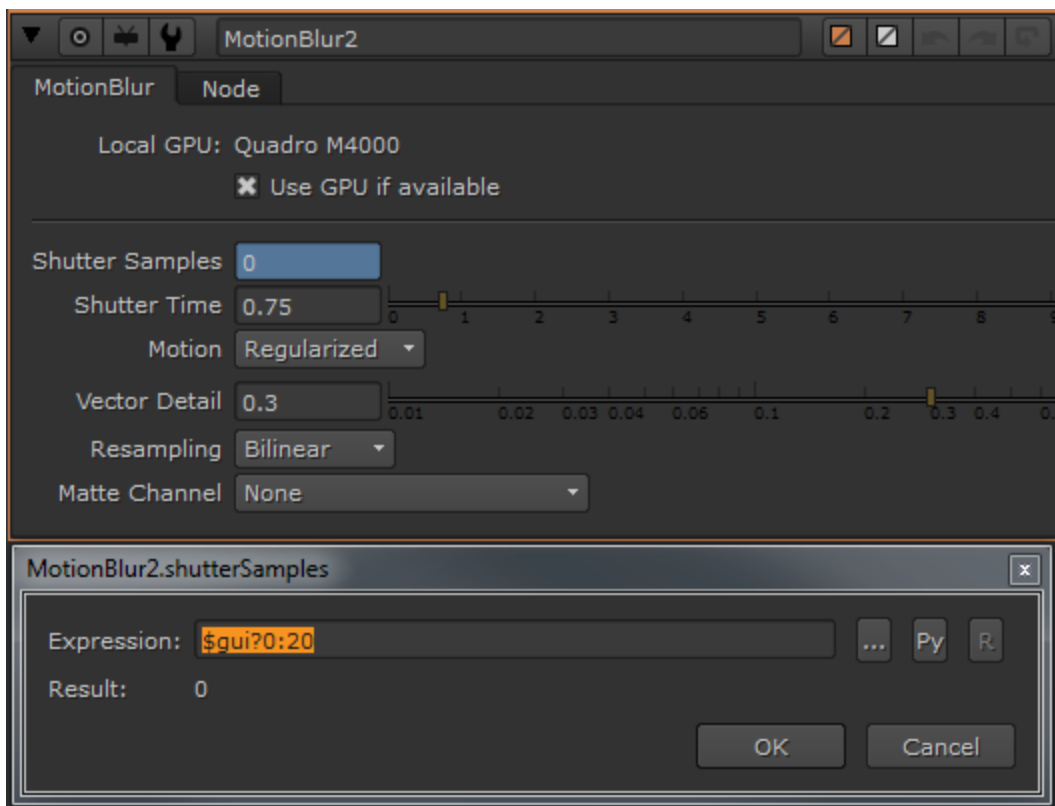 MotionBlur2
MotionBlur Node
Local GPU: Quadro M4000
Use GPU if available
Shutter Samples 0
Shutter Time 0.75 0 1 2 3 4 5 6 7 8 9
Motion Regularized
Vector Detail 0.3 0.01 0.02 0.03 0.04 0.06 0.1 0.2 0.3 0.4
Resampling Bilinear
Matte Channel None
MotionBlur2.shutterSamples x
Expression: $gui?0:20 ... Py R
Result: 0
OK Cancel